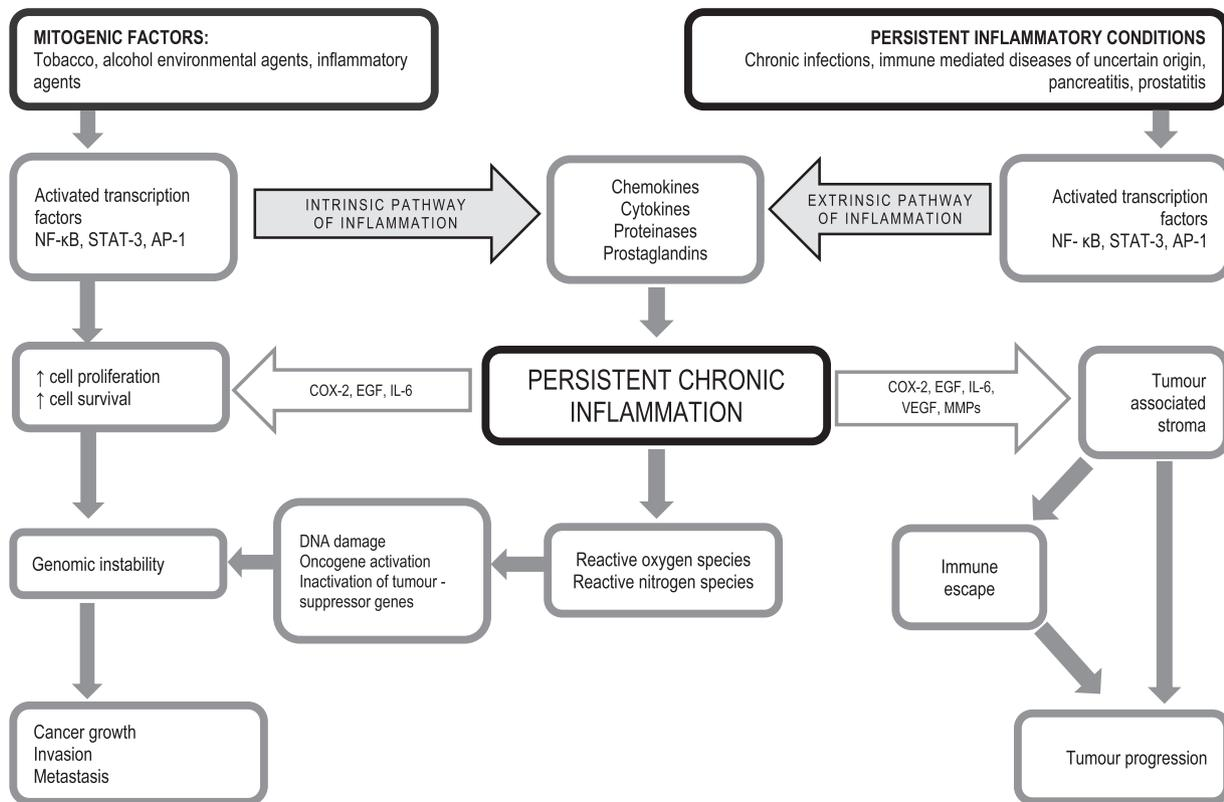 MITOGENIC FACTORS:
Tobacco, alcohol environmental agents, inflammatory
agents
PERSISTENT INFLAMMATORY CONDITIONS
Chronic infections, immune mediated diseases of uncertain origin,
pancreatitis, prostatitis
Activated transcription
factors
NF-κB, STAT-3, AP-1
INTRINSIC PATHWAY
OF INFLAMMATION
Chemokines
Cytokines
Proteinases
Prostaglandins
EXTRINSIC PATHWAY
OF INFLAMMATION
Activated transcription
factors
NF- κB, STAT-3, AP-1
↑ cell proliferation
↑ cell survival
COX-2, EGF, IL-6
PERSISTENT CHRONIC
INFLAMMATION
COX-2, EGF, IL-6,
VEGF, MMPs
Tumour
associated
stroma
Genomic instability
DNA damage
Oncogene activation
Inactivation of tumour -
suppressor genes
Reactive oxygen species
Reactive nitrogen species
Immune
escape
Cancer growth
Invasion
Metastasis
Tumour progression